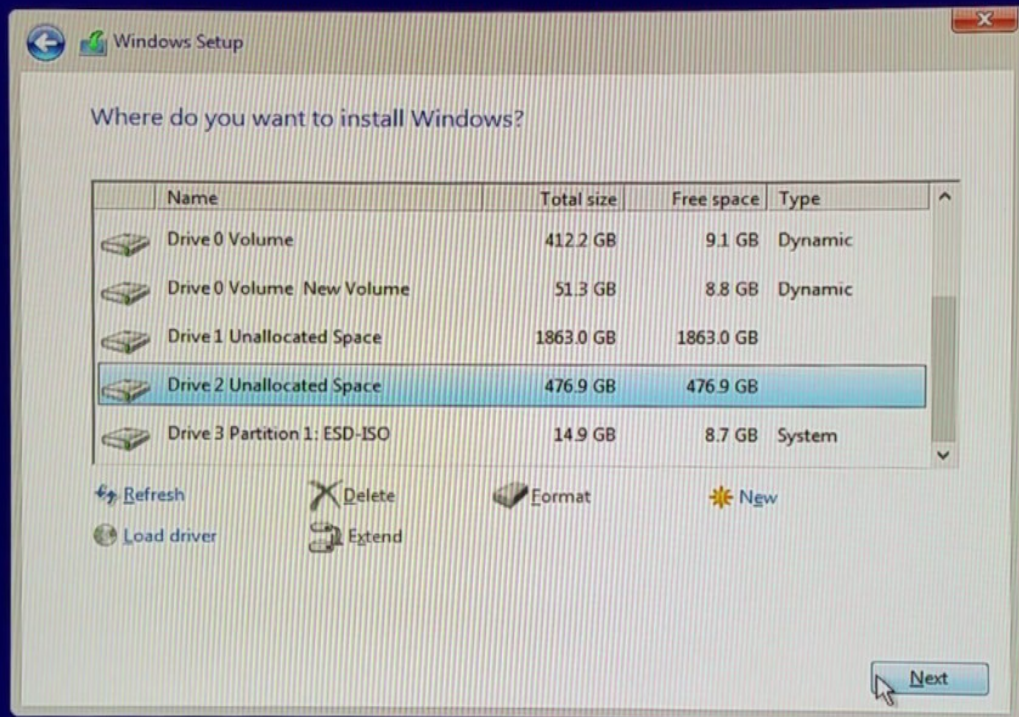 Windows Setup
Where do you want to install Windows?
Name Total size Free space Type
Drive 0 Volume 412.2 GB 9.1 GB Dynamic
Drive 0 Volume New Volume 51.3 GB 8.8 GB Dynamic
Drive 1 Unallocated Space 1863.0 GB 1863.0 GB
Drive 2 Unallocated Space 476.9 GB 476.9 GB
Drive 3 Partition 1: ESD-ISO 14.9 GB 8.7 GB System
Refresh Delete Format New
Load driver Extend
Next